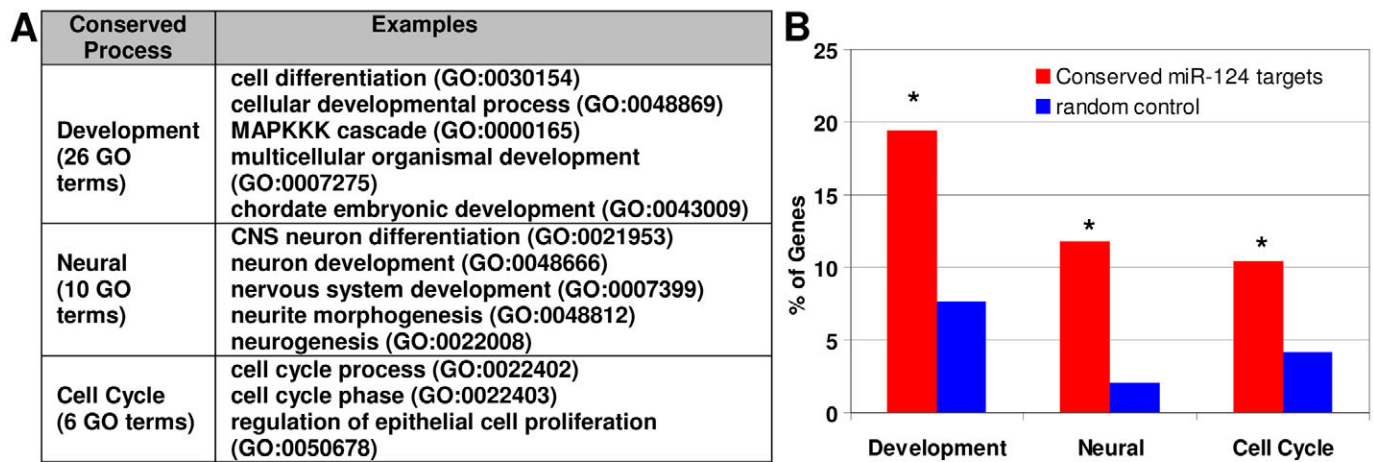 A
Conserved
Process
Examples
Development
(26 GO
terms)
cell differentiation (GO:0030154)
cellular developmental process (GO:0048869)
MAPKKK cascade (GO:0000165)
multicellular organismal development
(GO:0007275)
chordate embryonic development (GO:0043009)
Neural
(10 GO
terms)
CNS neuron differentiation (GO:0021953)
neuron development (GO:0048666)
nervous system development (GO:0007399)
neurite morphogenesis (GO:0048812)
neurogenesis (GO:0022008)
Cell Cycle
(6 GO terms)
cell cycle process (GO:0022402)
cell cycle phase (GO:0022403)
regulation of epithelial cell proliferation
(GO:0050678)
B
% of Genes
25
20
15
10
5
0
Conserved miR-124 targets
random control
*
*
*
Development
Neural
Cell Cycle